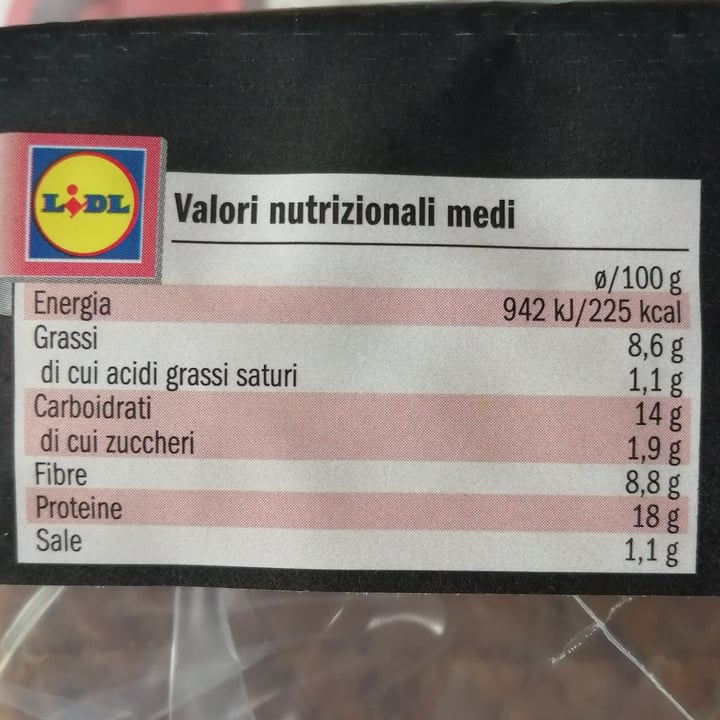 LIDL
Valori nutrizionali medi
ø/100 g
Energia 942 kJ/225 kcal
Grassi 8,6 g
di cui acidi grassi saturi 1,1 g
Carboidrati 14 g
di cui zuccheri 1,9 g
Fibre 8,8 g
Proteine 18 g
Sale 1,1 g